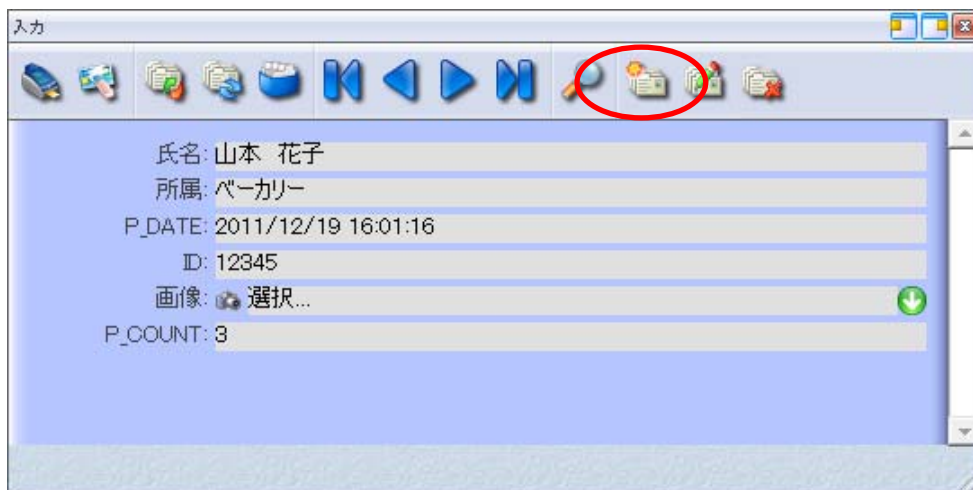 入力
氏名: 山本 花子
所属: ベーカリー
P_DATE: 2011/12/19 16:01:16
ID: 12345
画像: 選択...
P_COUNT: 3